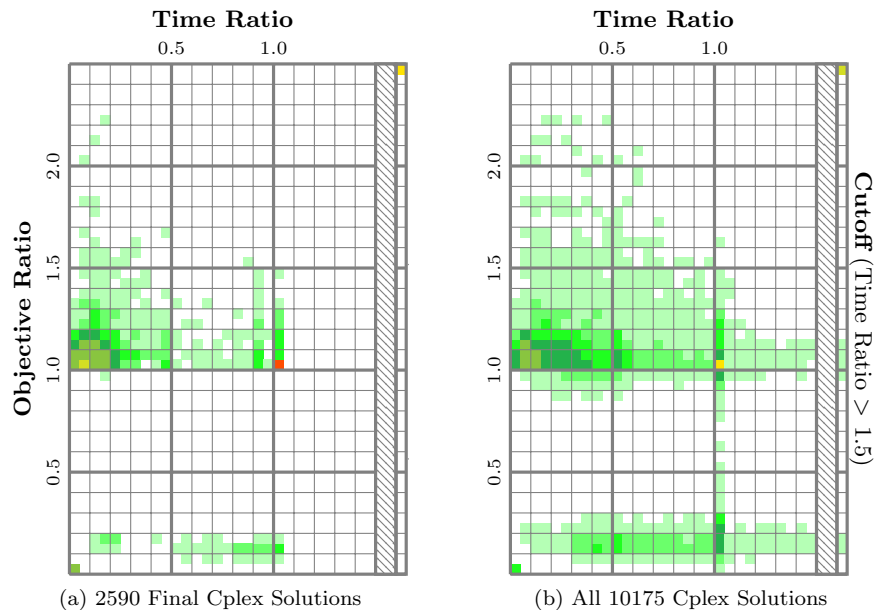 Time Ratio
0.5 1.0
Objective Ratio
2.0
1.5
1.0
0.5
(a) 2590 Final Cplex Solutions
Time Ratio
0.5 1.0
2.0
1.5
1.0
0.5
Cutoff (Time Ratio > 1.5)
(b) All 10175 Cplex Solutions